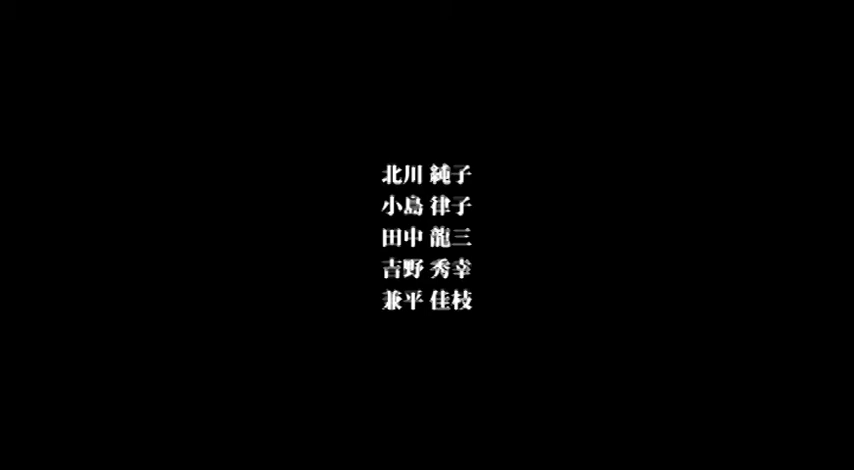 北川 純子
小島 律子
田中 龍三
吉野 秀幸
兼平 佳枝